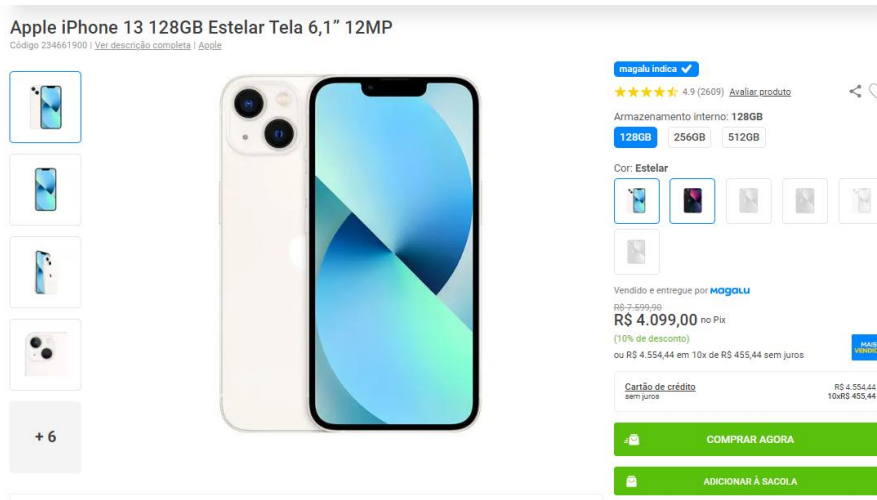 Apple iPhone 13 128GB Estelar Tela 6,1” 12MP
Código 234661900 | Ver descrição completa | Apple
magalu indica
4.9 (2609) Avaliar produto
Armazenamento interno: 128GB
128GB 256GB 512GB
Cor: Estelar
Vendido e entregue por Magalu
R$ 7.599,90
R$ 4.099,00 no Pix
(10% de desconto)
ou R$ 4.554,44 em 10x de R$ 455,44 sem juros
MAIS
VENDID
Cartão de crédito R$ 4.554,44
sem juros 10xR$ 455,44
+ 6
COMPRAR AGORA
ADICIONAR À SACOLA